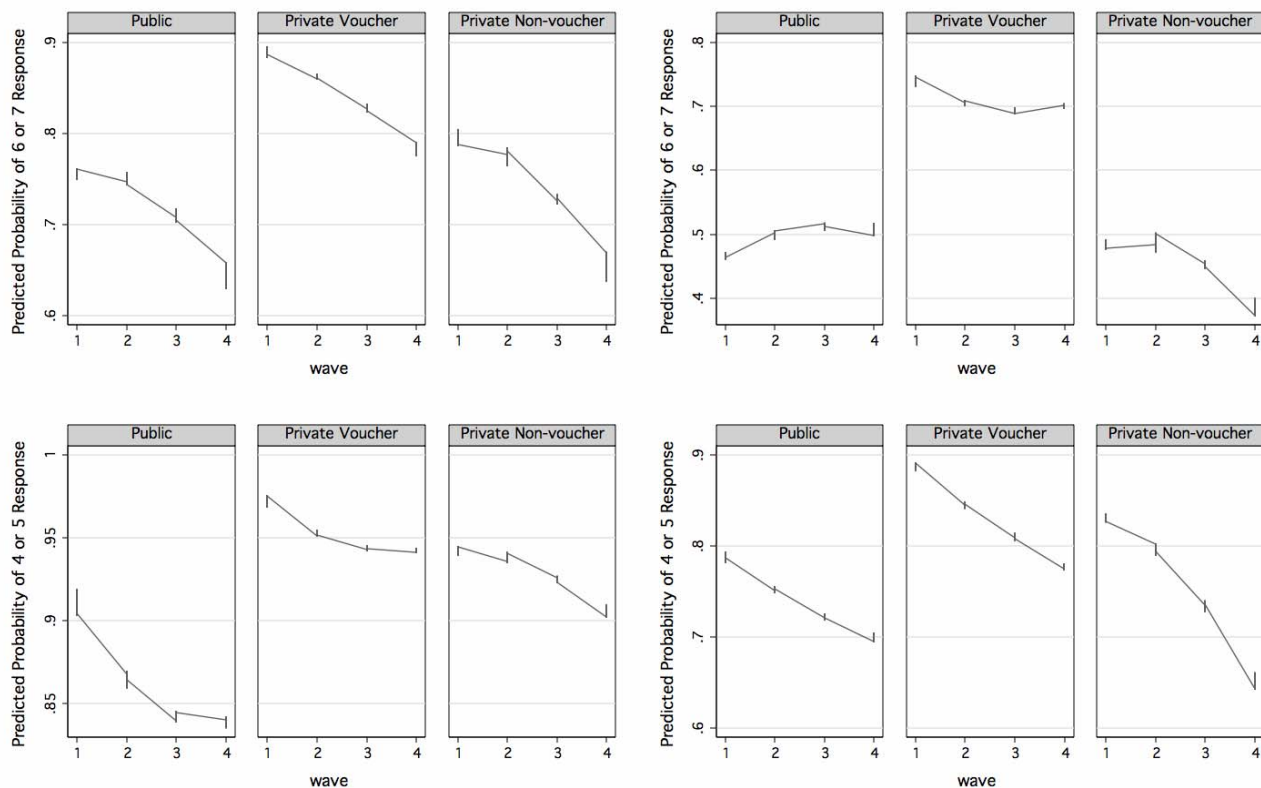 Public Private Voucher Private Non-voucher
Predicted Probability of 6 or 7 Response
.9
.8
.7
.6
1 2 3 4 1 2 3 4 1 2 3 4
wave
Public Private Voucher Private Non-voucher
Predicted Probability of 6 or 7 Response
.8
.7
.6
.5
.4
1 2 3 4 1 2 3 4 1 2 3 4
wave
Public Private Voucher Private Non-voucher
Predicted Probability of 4 or 5 Response
1
.95
.9
.85
1 2 3 4 1 2 3 4 1 2 3 4
wave
Public Private Voucher Private Non-voucher
Predicted Probability of 4 or 5 Response
.9
.8
.7
.6
1 2 3 4 1 2 3 4 1 2 3 4
wave